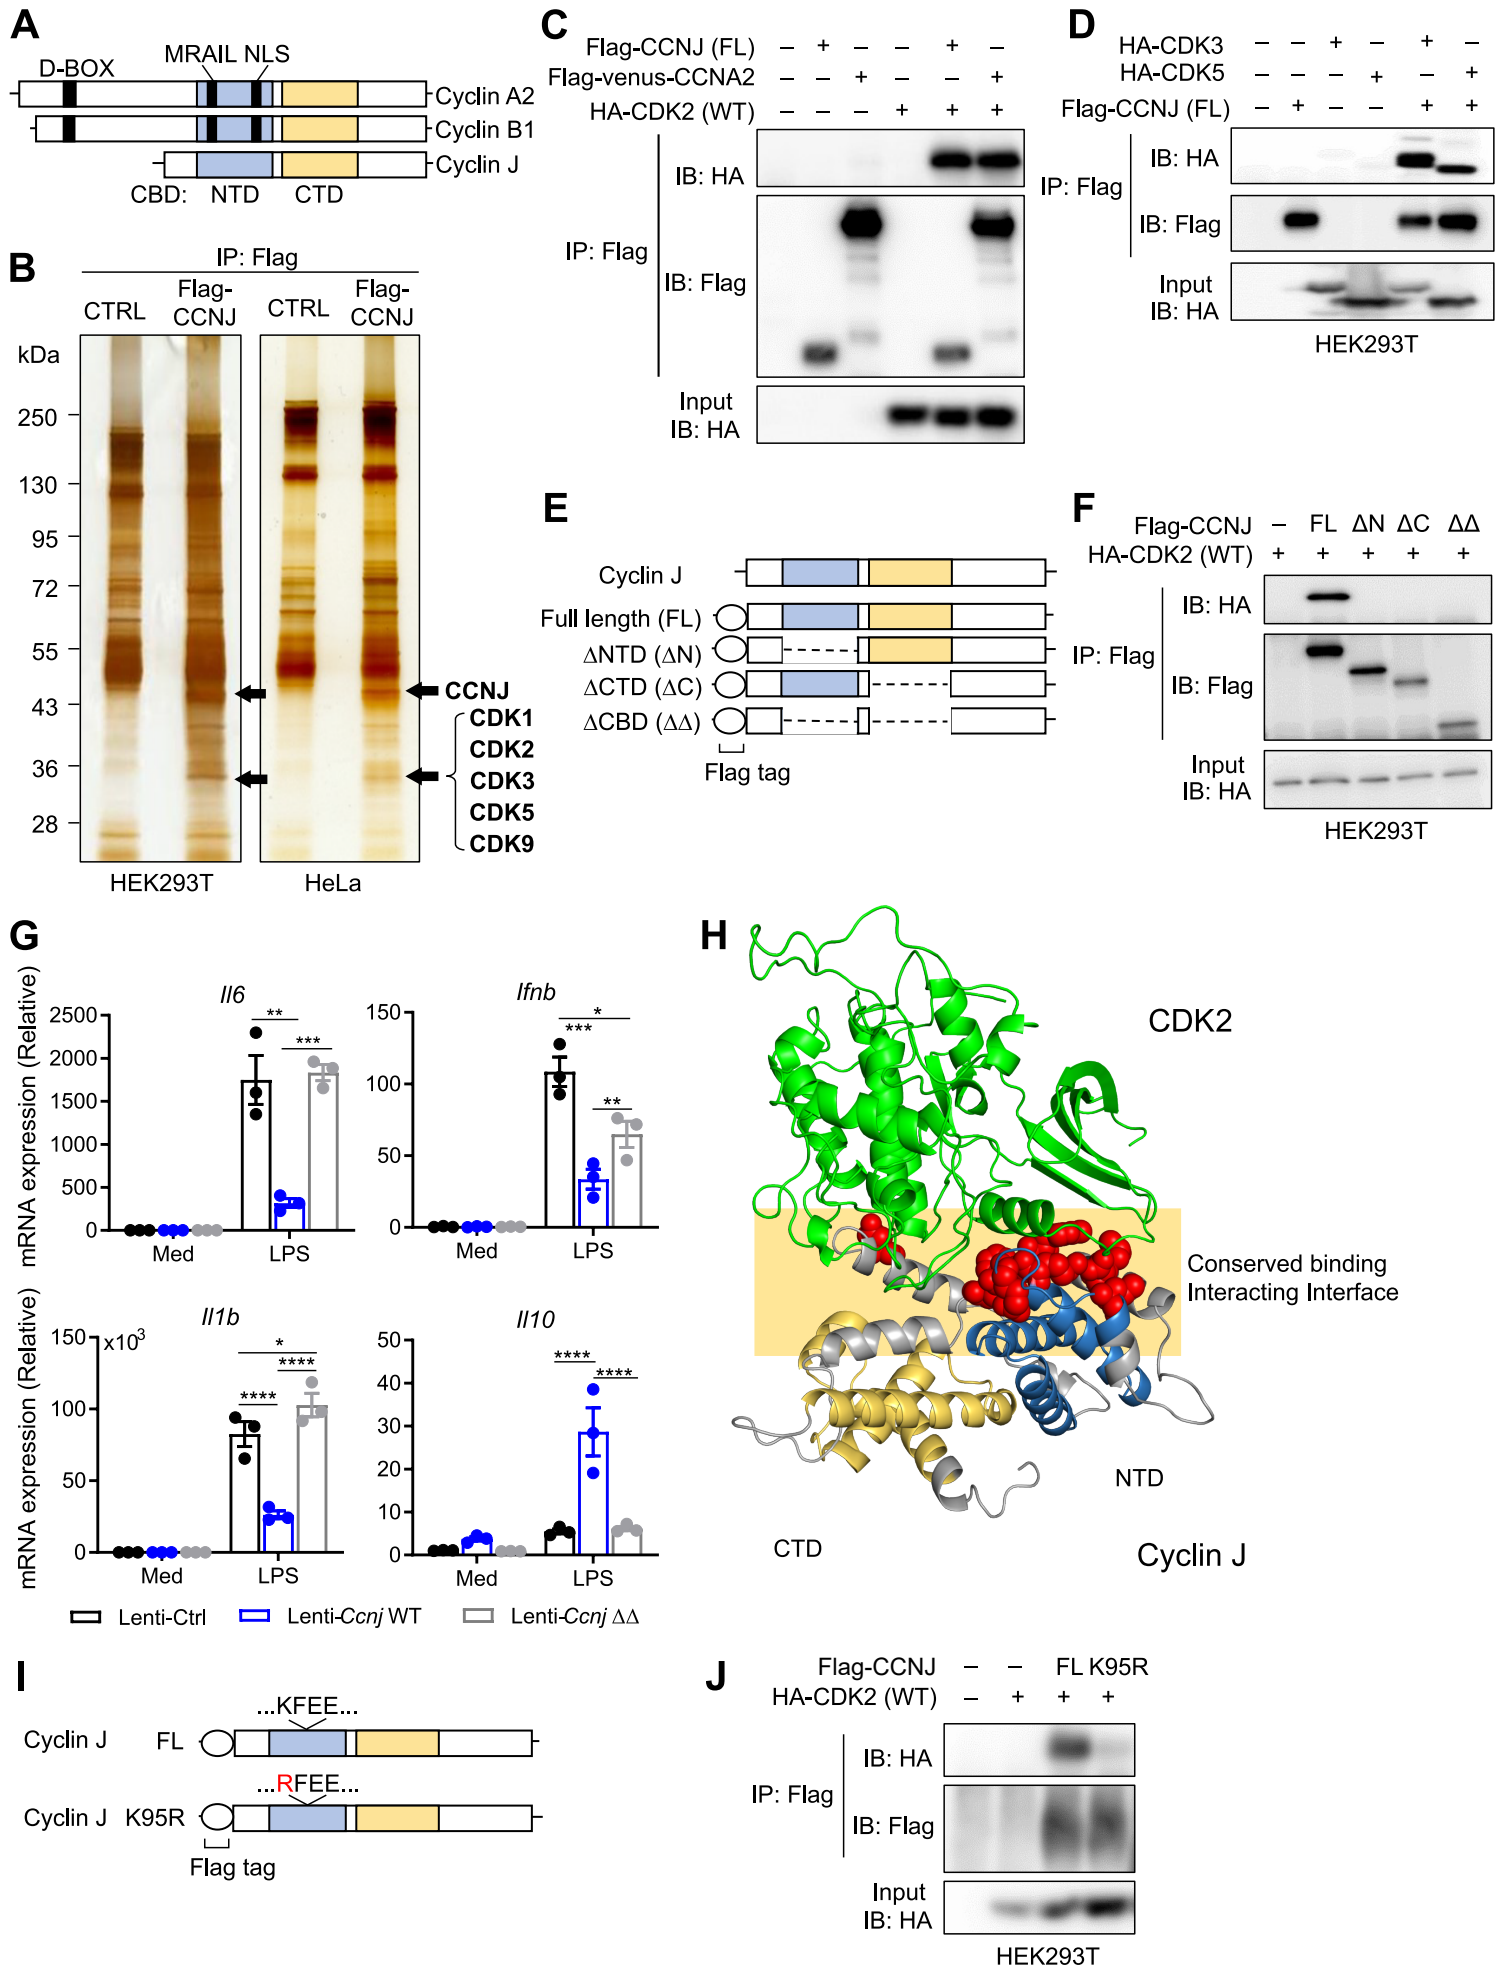 A
MRAIL NLS
D-BOX
Cyclin A2
Cyclin B1
Cyclin J
CBD: NTD CTD
B
IP: Flag
CTRL Flag-CCNJ CTRL Flag-CCNJ
kDa
250
130
95
72
55
43
36
28
CCNJ
CDK1
CDK2
CDK3
CDK5
CDK9
HEK293T HeLa
C
Flag-CCNJ (FL) – + – – + –
Flag-venus-CCNA2 – – + – – +
HA-CDK2 (WT) – – – + + +
IP: Flag
IB: HA
IB: Flag
Input
IB: HA
D
HA-CDK3 – – + – + –
HA-CDK5 – – – + – +
Flag-CCNJ (FL) – + – – + +
IP: Flag
IB: HA
IB: Flag
Input
IB: HA
HEK293T
E
Cyclin J
Full length (FL)
ΔNTD (ΔN)
ΔCTD (ΔC)
ΔCBD (ΔΔ)
Flag tag
F
Flag-CCNJ – FL ΔN ΔC ΔΔ
HA-CDK2 (WT) + + + + +
IP: Flag
IB: HA
IB: Flag
Input
IB: HA
HEK293T
G
mRNA expression (Relative)
Il6
2500
2000
1500
1000
500
0
** ***
Med LPS
Ifnb
150
100
50
0
*
***
**
Med LPS
mRNA expression (Relative)
Il1b
x10³
150
100
50
0
*
****
****
Med LPS
Il10
50
40
30
20
10
0
****
****
Med LPS
Lenti-Ctrl Lenti-Ccnj WT Lenti-Ccnj ΔΔ
H
CDK2
Conserved binding
Interacting Interface
NTD
CTD
Cyclin J
I
...KFEE...
Cyclin J FL
...RFEE...
Cyclin J K95R
Flag tag
J
Flag-CCNJ – – FL K95R
HA-CDK2 (WT) – + + +
IP: Flag
IB: HA
IB: Flag
Input
IB: HA
HEK293T